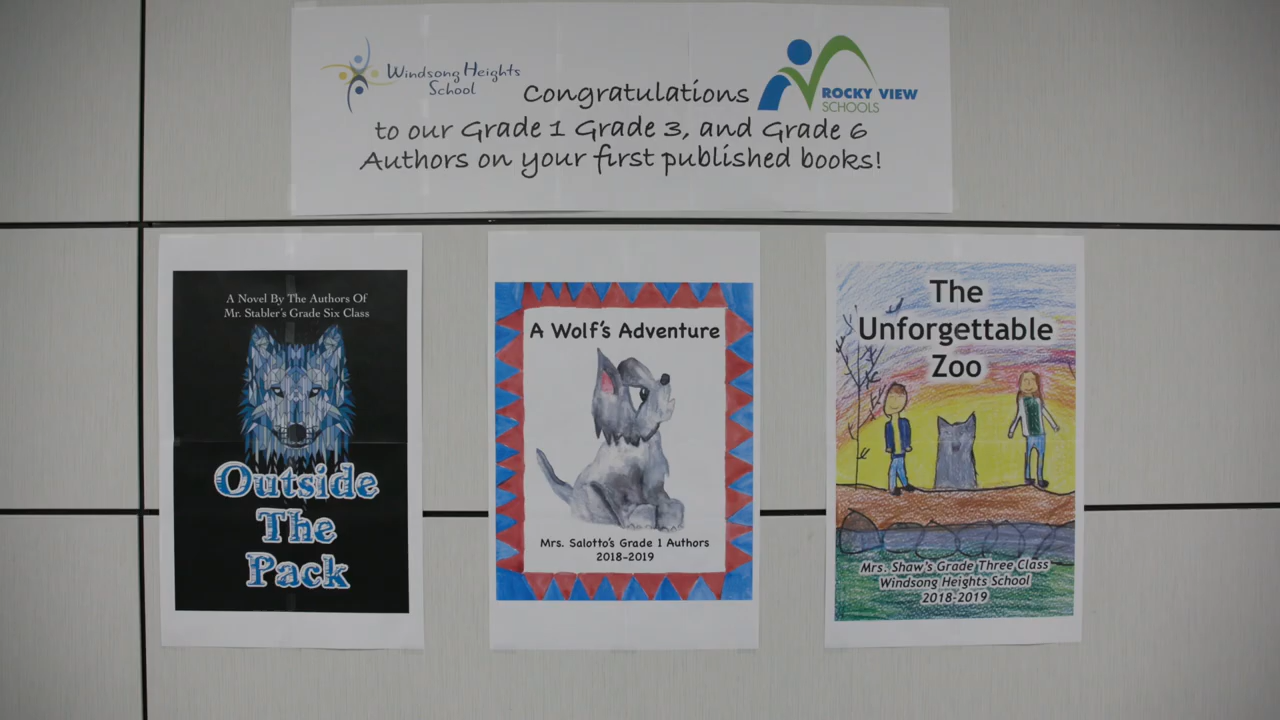 Windsong Heights
School
Congratulations
ROCKY VIEW
SCHOOLS
to our Grade 1 Grade 3, and Grade 6
Authors on your first published books!
A Novel By The Authors Of
Mr. Stabler's Grade Six Class
Outside
The
Pack
A Wolf's Adventure
Mrs. Salotto's Grade 1 Authors
2018-2019
The
Unforgettable
Zoo
Mrs. Shaw's Grade Three Class
Windsong Heights School
2018-2019